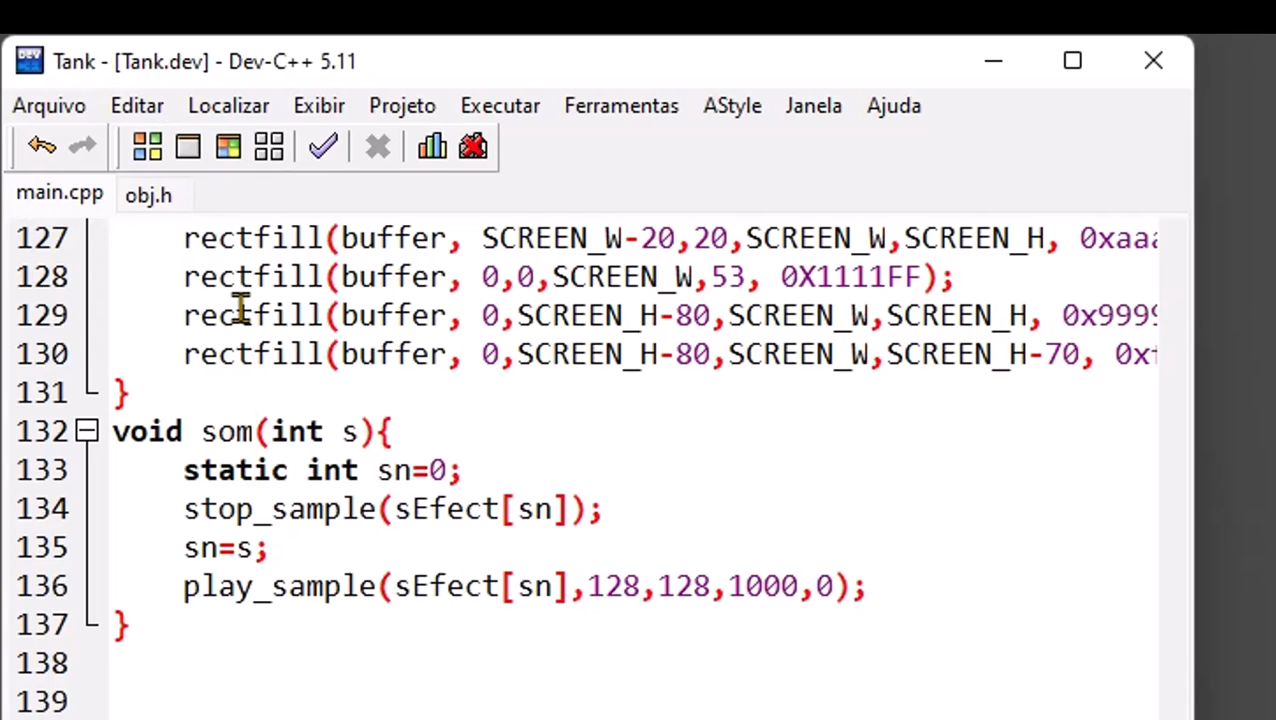 Tank - [Tank.dev] - Dev-C++ 5.11
Arquivo Editar Localizar Exibir Projeto Executar Ferramentas AStyle Janela Ajuda
main.cpp obj.h
127 rectfill(buffer, SCREEN_W-20,20,SCREEN_W,SCREEN_H,
128 rectfill(buffer, 0,0,SCREEN_W,53, 0X1111FF);
129 rectfill(buffer, 0,SCREEN_H-80,SCREEN_W,SCREEN_H,
130 rectfill(buffer, 0,SCREEN_H-80,SCREEN_W,SCREEN_H-70,
131 }
132 void som(int s){
133 static int sn=0;
134 stop_sample(sEfect[sn]);
135 sn=s;
136 play_sample(sEfect[sn],128,128,1000,0);
137 }
138
139